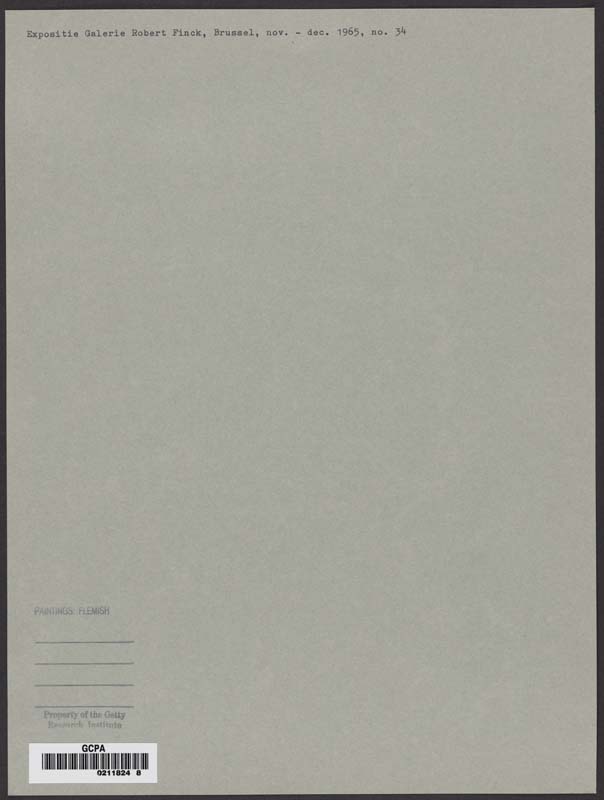 Expositie Galerie Robert Finck, Brussel, nov. - dec. 1965, no. 34
PAINTINGS: FLEMISH
Property of the Getty
Research Institute
GCPA
0211824 8